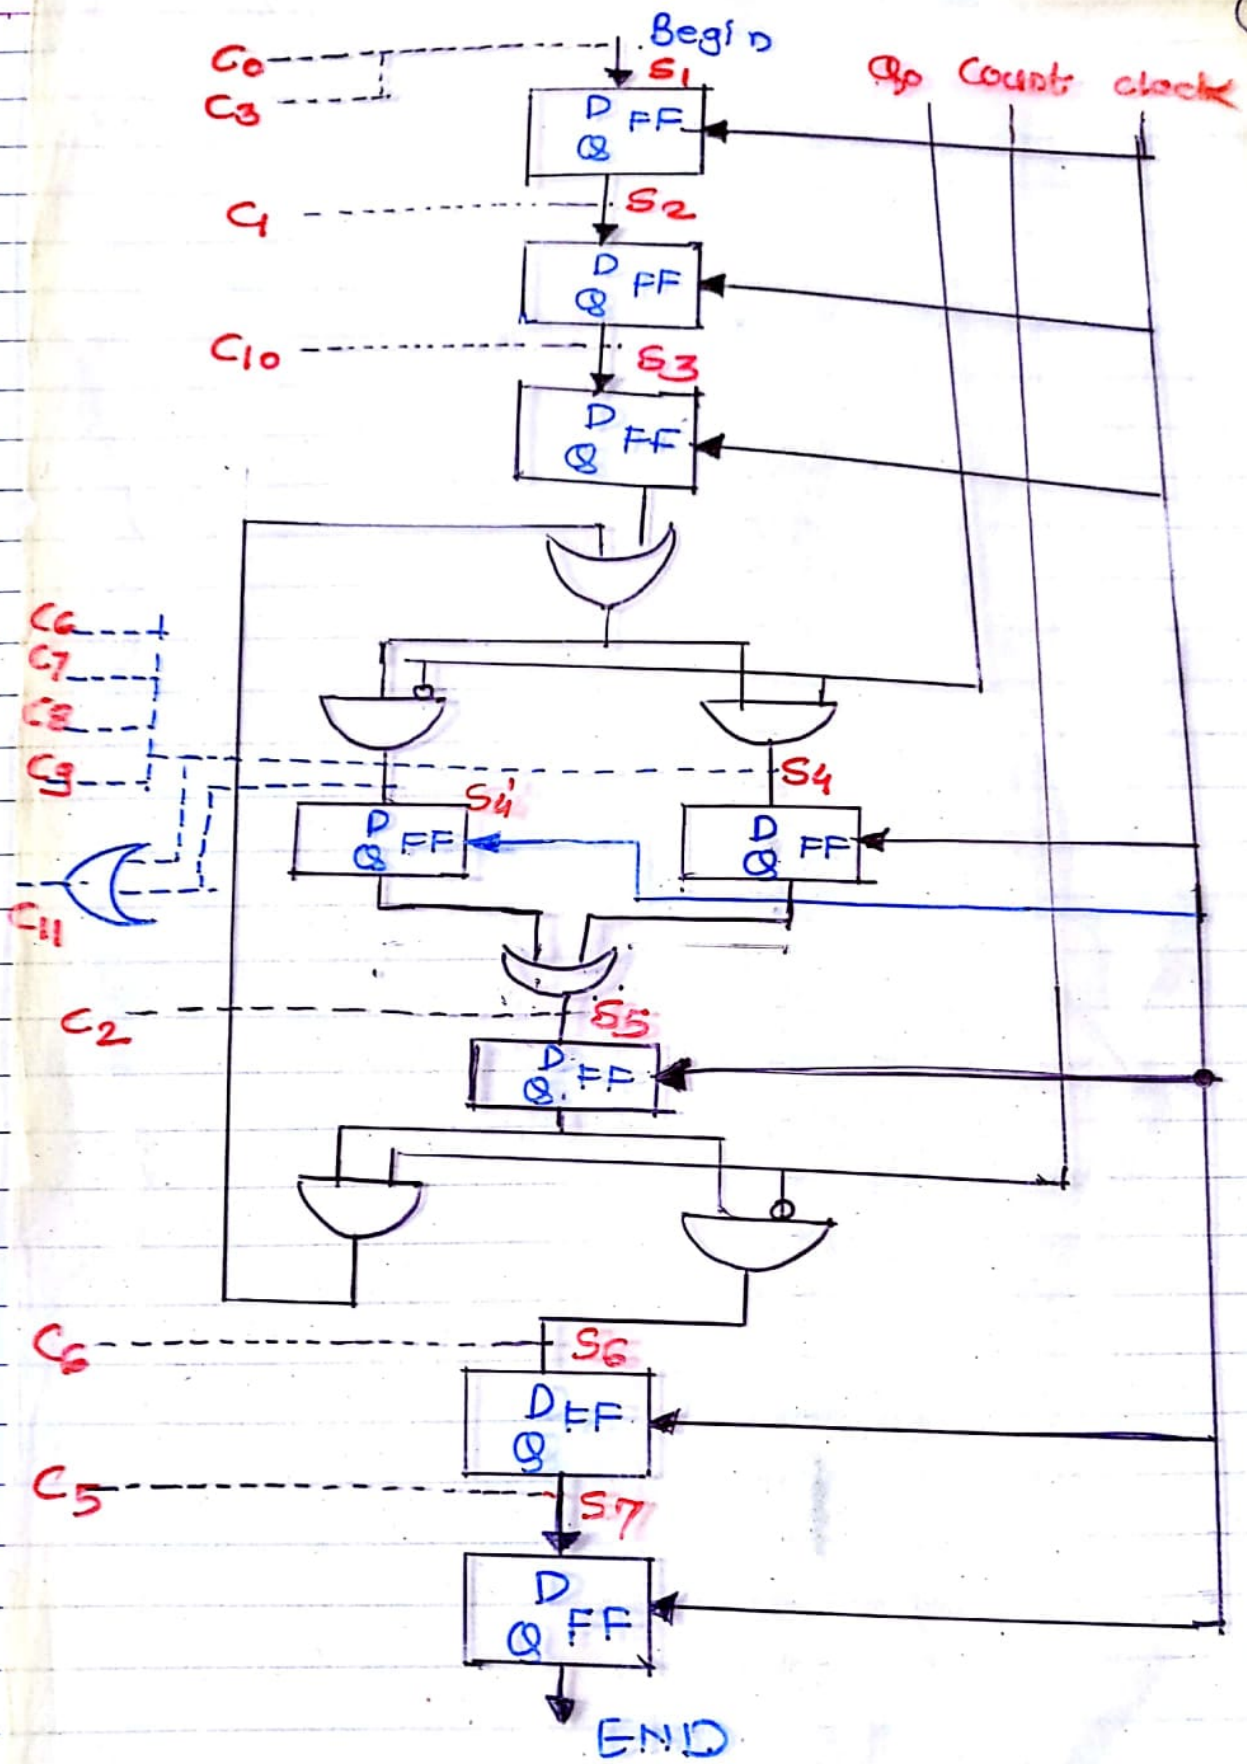 Begin
C0
S1
Q0 Count clock
C3
D FF
Q
C1
S2
D FF
Q
C10
S3
D FF
Q
C6
C7
C8
C9
S4
S4'
D FF
Q
D FF
Q
C11
C2
S5
D FF
Q
S6
D FF
Q
C5
S7
D FF
Q
END